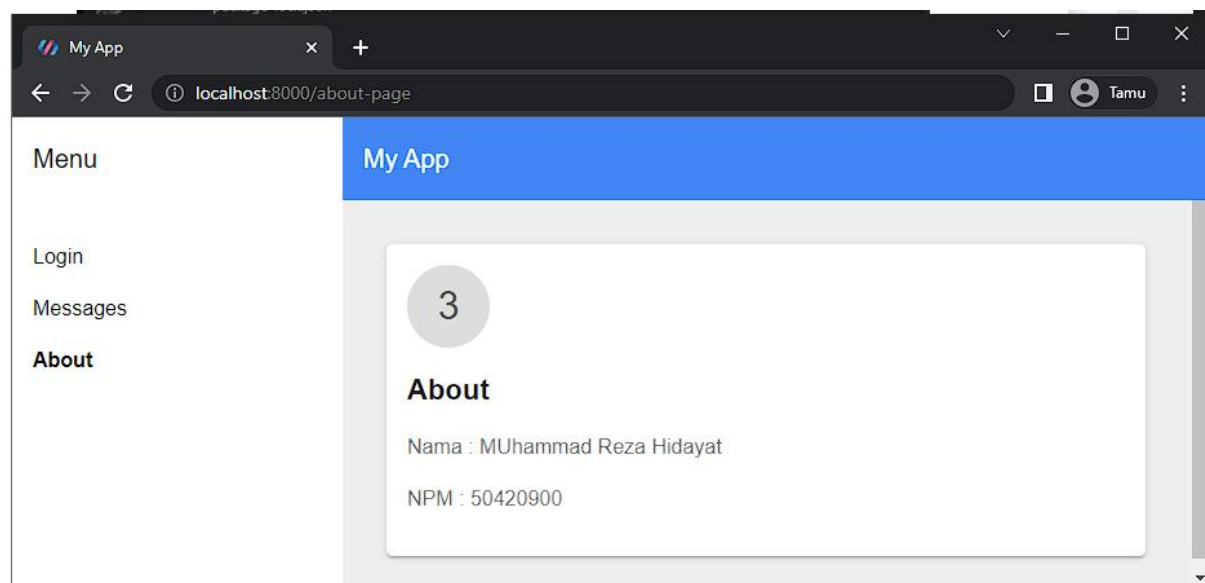 My App
localhost:8000/about-page
Tamu
Menu
My App
Login
Messages
About
3
About
Nama : MUhammad Reza Hidayat
NPM : 50420900